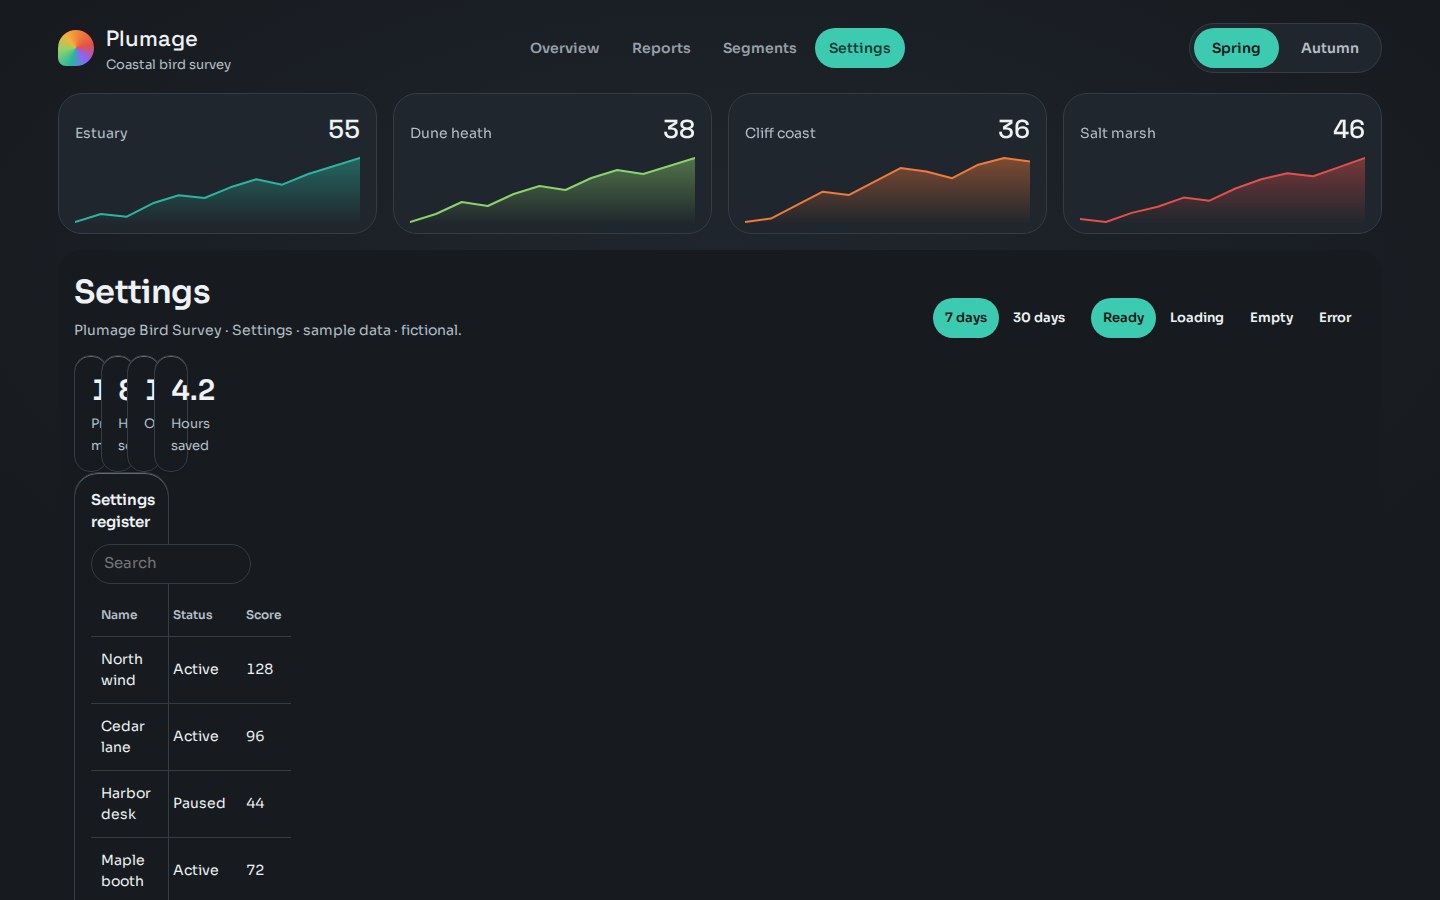 Plumage
Coastal bird survey
Overview Reports Segments Settings
Spring Autumn
Estuary 55
Dune heath 38
Cliff coast 36
Salt marsh 46
Settings
Plumage Bird Survey · Settings · sample data · fictional.
7 days 30 days Ready Loading Empty Error
4.2
Hours
saved
Settings
register
Search
Name Status Score
North wind Active 128
Cedar lane Active 96
Harbor desk Paused 44
Maple booth Active 72